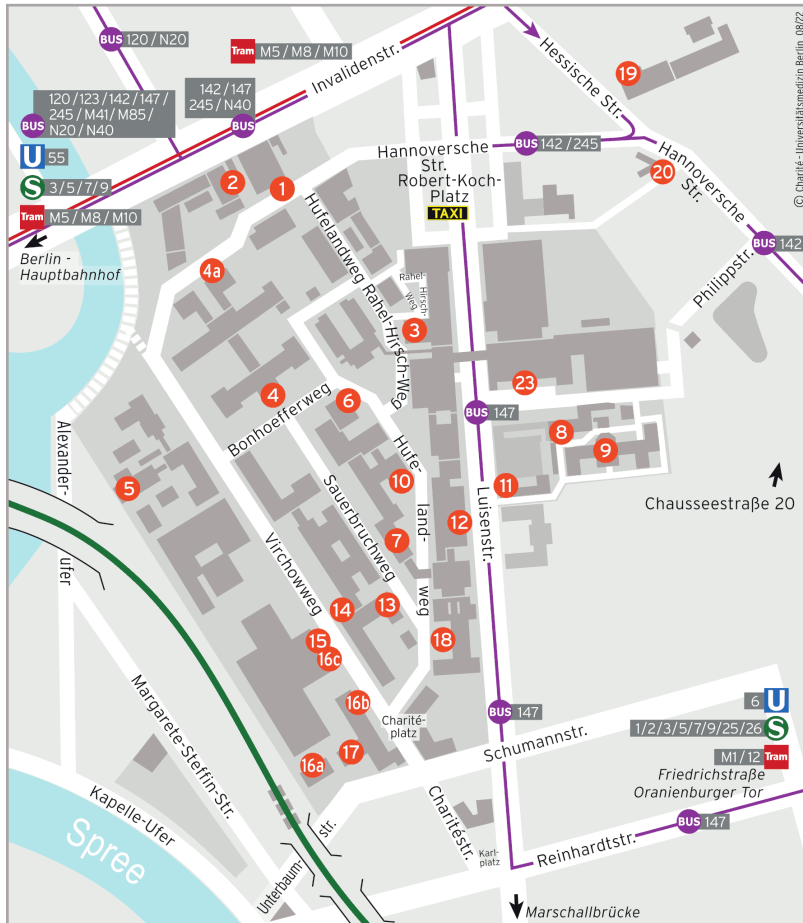 © Charité - Universitätsmedizin Berlin 08/22
BUS 120 / N20
Tram M5 / M8 / M10
Invalidenstr.
Hessische Str.
19
120 / 123 / 142 / 147
/ 245 / M41 / M85 /
BUS N20 / N40
142 / 147
245 / N40
BUS
U 55
S 3/5/7/9
Tram M5 / M8 / M10
Berlin -
Hauptbahnhof
2
1
Hannoversche
Str.
Robert-Koch-
Platz
TAXI
BUS 142 / 245
Hannoversche
Str.
20
BUS 142
Philippstr.
4a
Hufelandweg
Rahel-Hirsch-Weg
Rahel-
Hirsch-
Weg
3
4
Bonhoefferweg
6
23
BUS 147
8
9
Alexander-
ufer
5
Hufe-
land-
weg
10
11
Chausseestraße 20
Sauerbruchweg
12
Luisenstr.
7
Virchowweg
14
13
15
16c
18
16b
Charité-
platz
17
16a
BUS 147
Schumannstr.
6 U
1/2/3/5/7/9/25/26 S
M1 / 12 Tram
Friedrichstraße
Oranienburger Tor
Margarete-Steffin-Str.
Kapelle-Ufer
Spree
Unterbaum-
str.
Charitéstr.
Karl-
platz
Reinhardtstr.
BUS 147
Marschallbrücke